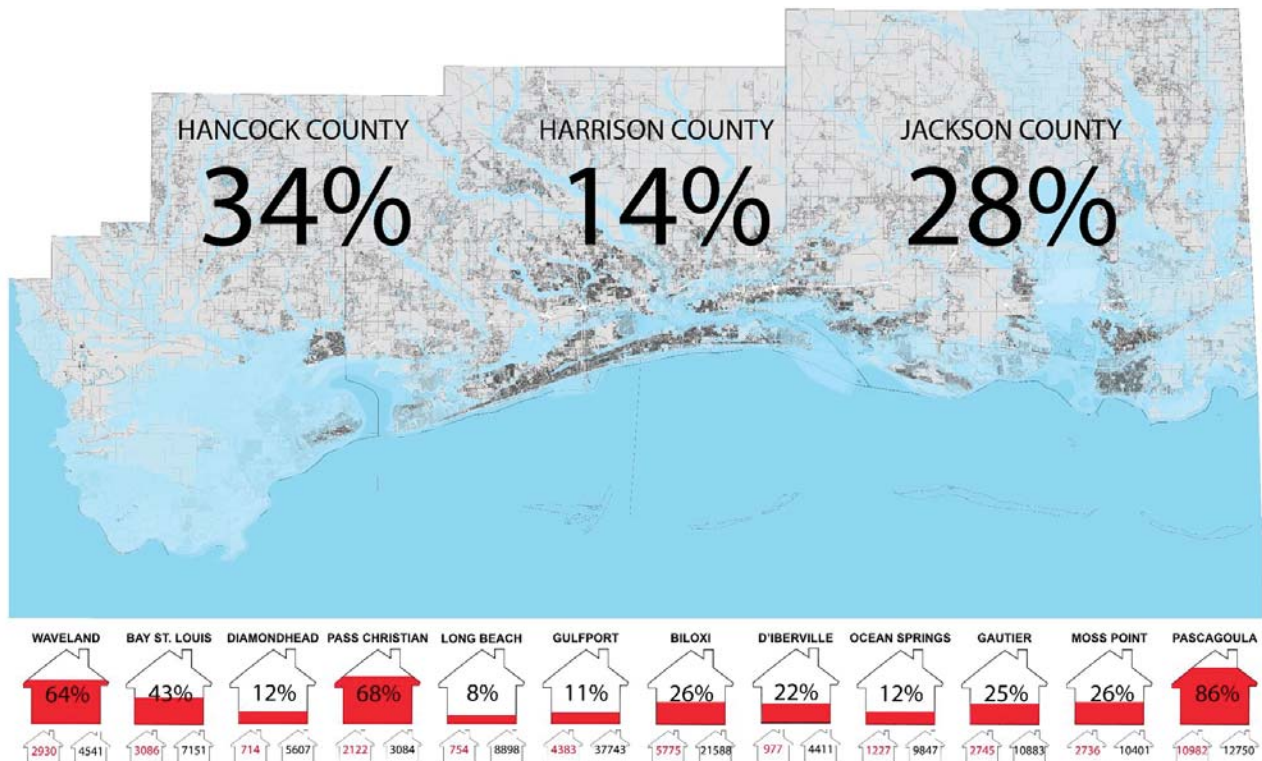 HANCOCK COUNTY HARRISON COUNTY JACKSON COUNTY
34% 14% 28%
WAVELAND BAY ST. LOUIS DIAMONDHEAD PASS CHRISTIAN LONG BEACH GULFPORT BILOXI D'IBERVILLE OCEAN SPRINGS GAUTIER MOSS POINT PASCAGOULA
64% 43% 12% 68% 8% 11% 26% 22% 12% 25% 26% 86%
2930 4541 3086 7151 714 5607 2122 3084 754 8898 4383 37743 5775 21588 977 4411 1227 9847 2745 10883 2736 10401 10982 12750